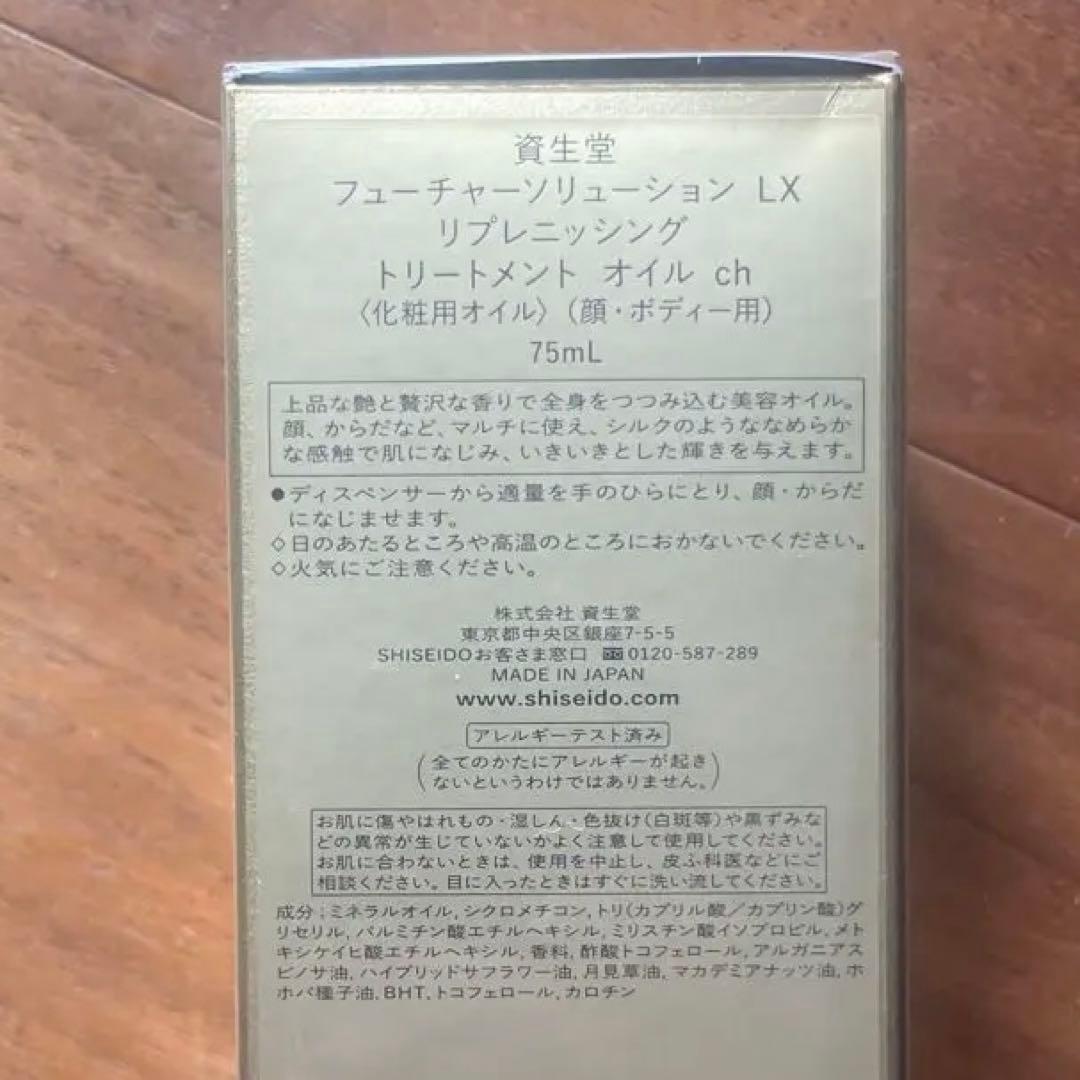 資生堂
フューチャーソリューション LX
リプレニッシング
トリートメント オイル ch
〈化粧用オイル〉(顔・ボディー用)
75mL
上品な艶と贅沢な香りで全身をつつみ込む美容オイル。
顔、からだなど、マルチに使え、シルクのようななめらか
な感触で肌になじみ、いきいきとした輝きを与えます。
●ディスペンサーから適量を手のひらにとり、顔・からだ
になじませます。
◇日のあたるところや高温のところにおかないでください。
◇火気にご注意ください。
株式会社 資生堂
東京都中央区銀座7-5-5
SHISEIDOお客さま窓口 0120-587-289
MADE IN JAPAN
www.shiseido.com
アレルギーテスト済み
(全てのかたにアレルギーが起き
ないというわけではありません。)
お肌に傷やはれもの・湿しん・色抜け(白斑等)や黒ずみな
どの異常が生じていないかよく注意して使用してください。
お肌に合わないときは、使用を中止し、皮ふ科医などにご
相談ください。目に入ったときはすぐに洗い流してください。
成分:ミネラルオイル,シクロメチコン,トリ(カプリル酸/カプリン酸)グ
リセリル,パルミチン酸エチルヘキシル,ミリスチン酸イソプロピル,メト
キシケイヒ酸エチルヘキシル,香料,酢酸トコフェロール,アルガニアス
ピノサ油,ハイブリッドサフラワー油,月見草油,マカデミアナッツ油,ホ
ホバ種子油,BHT,トコフェロール,カロチン